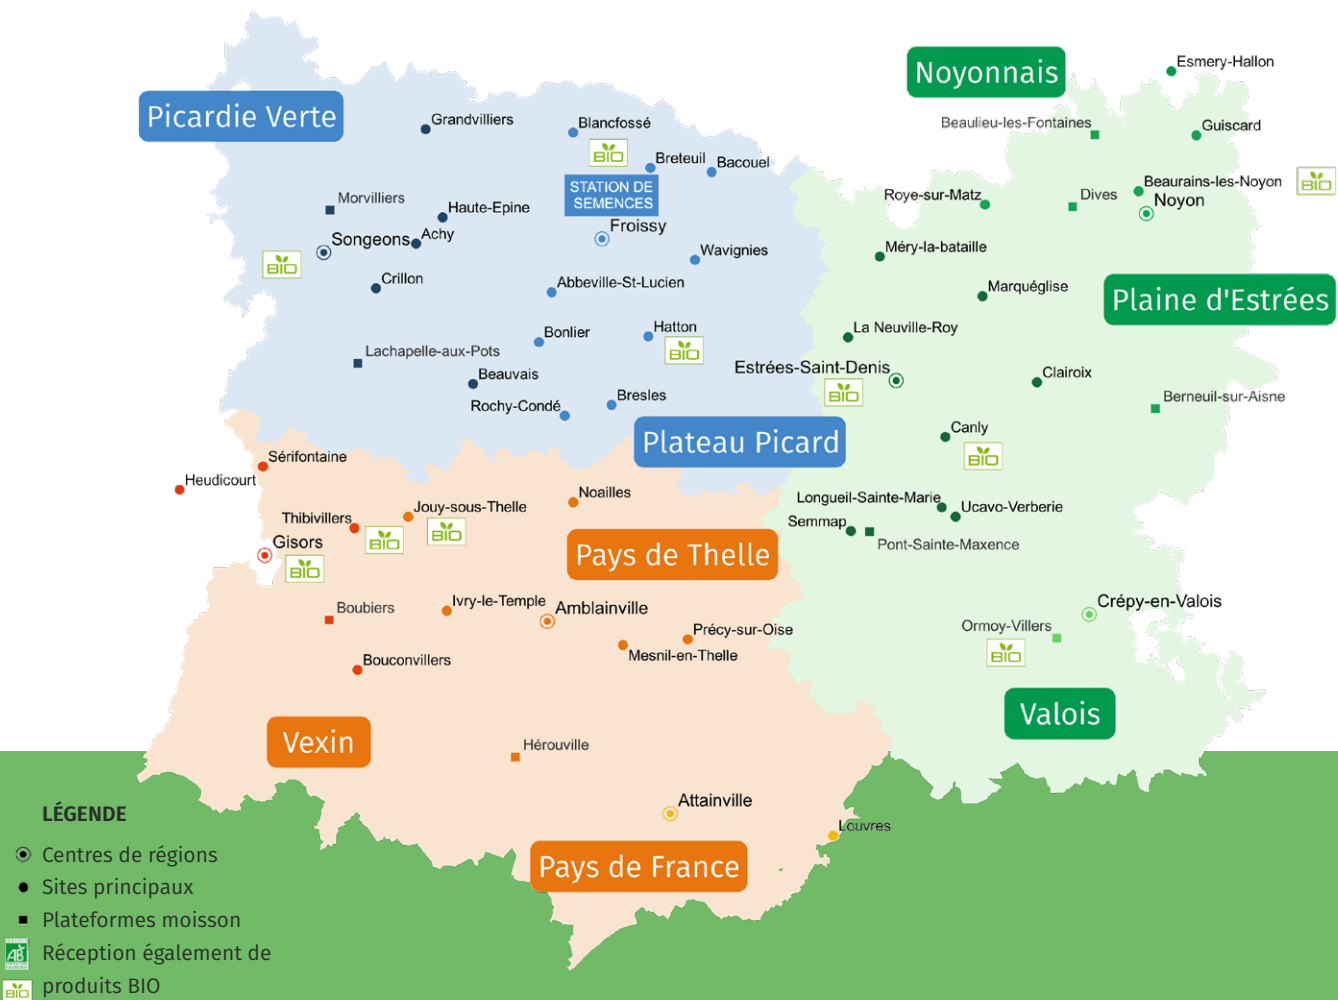 Noyonnais
Esmery-Hallon
Picardie Verte
Grandvilliers
Blancfossé
Beaulieu-les-Fontaines
Guiscard
BIO
Breteuil
Bacouel
STATION DE
SEMENCES
Morvilliers
Haute-Epine
Roye-sur-Matz
Dives
Beaurains-les-Noyon
BIO
Noyon
Songeons
Achy
Froissy
Wavignies
Méry-la-bataille
BIO
Crillon
Abbeville-St-Lucien
Marquéglise
Plaine d'Estrées
Bonlier
Hatton
La Neuville-Roy
BIO
Lachapelle-aux-Pots
Beauvais
Estrées-Saint-Denis
Clairoix
BIO
Rochy-Condé
Bresles
Berneuil-sur-Aisne
Plateau Picard
Canly
BIO
Sérifontaine
Heudicourt
Noailles
Longueil-Sainte-Marie
Jouy-sous-Thelle
Ucavo-Verberie
Thibivillers
BIO
BIO
Semmap
Pont-Sainte-Maxence
Gisors
BIO
Pays de Thelle
Boubiers
Ivry-le-Temple
Amblainville
Crépy-en-Valois
Précy-sur-Oise
Ormoy-Villers
Mesnil-en-Thelle
BIO
Bouconvillers
Valois
Vexin
Hérouville
Attainville
Louvres
Pays de France
LÉGENDE
Centres de régions
Sites principaux
Plateformes moisson
AB
Réception également de
BIO
produits BIO